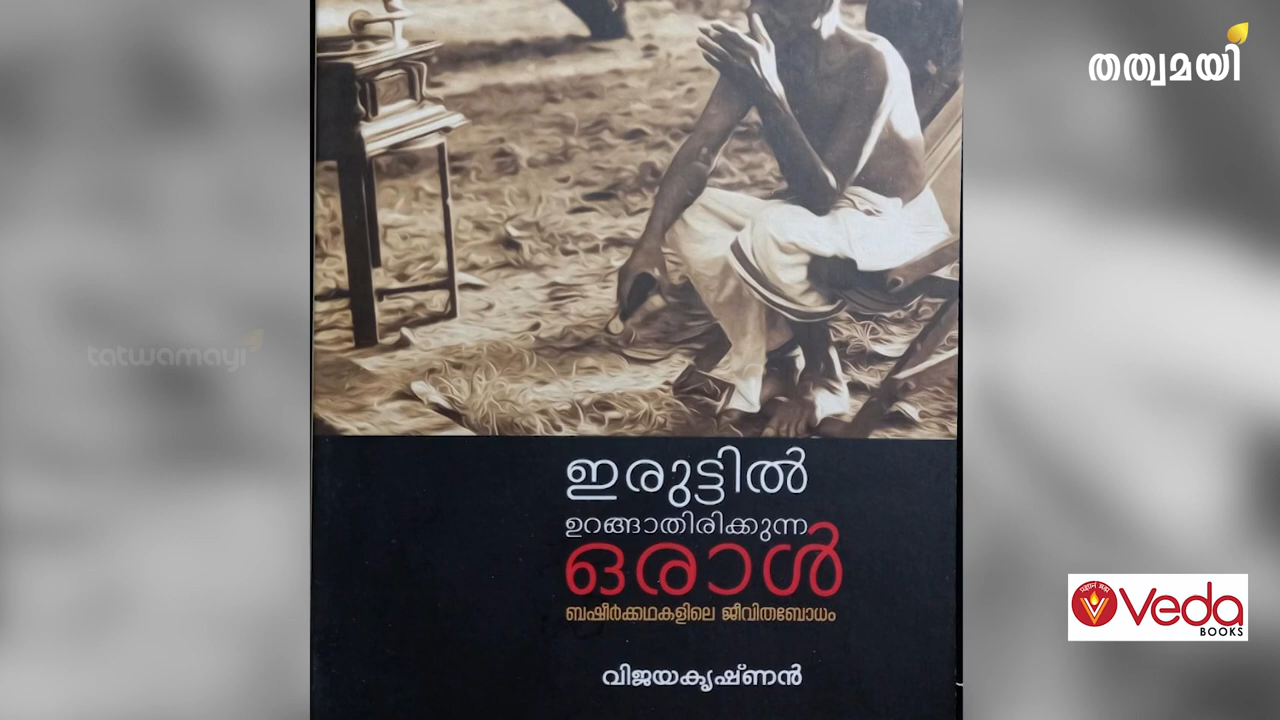 തത്വമയി
tatwamayi
ഇരുട്ടിൽ
ഉറങ്ങാതിരിക്കുന്ന
ഒരാൾ
ബഷീർക്കഥകളിലെ ജീവിതബോധം
വിജയകൃഷ്ണൻ
Veda
BOOKS